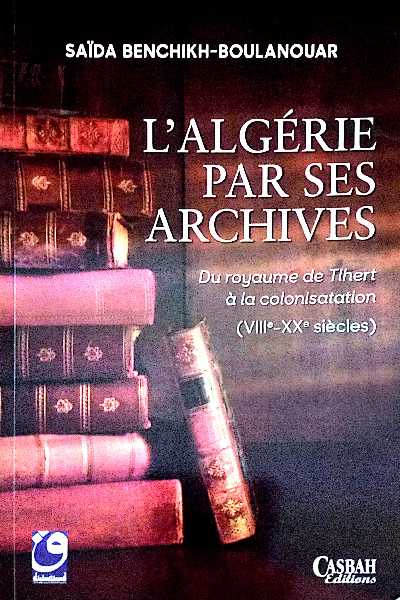 SAÏDA BENCHIKH-BOULANOUAR
L'ALGÉRIE
PAR SES
ARCHIVES
Du royaume de Tihert
à la colonisatation
(VIIIᵉ-XXᵉ siècles)
CASBAH
Editions